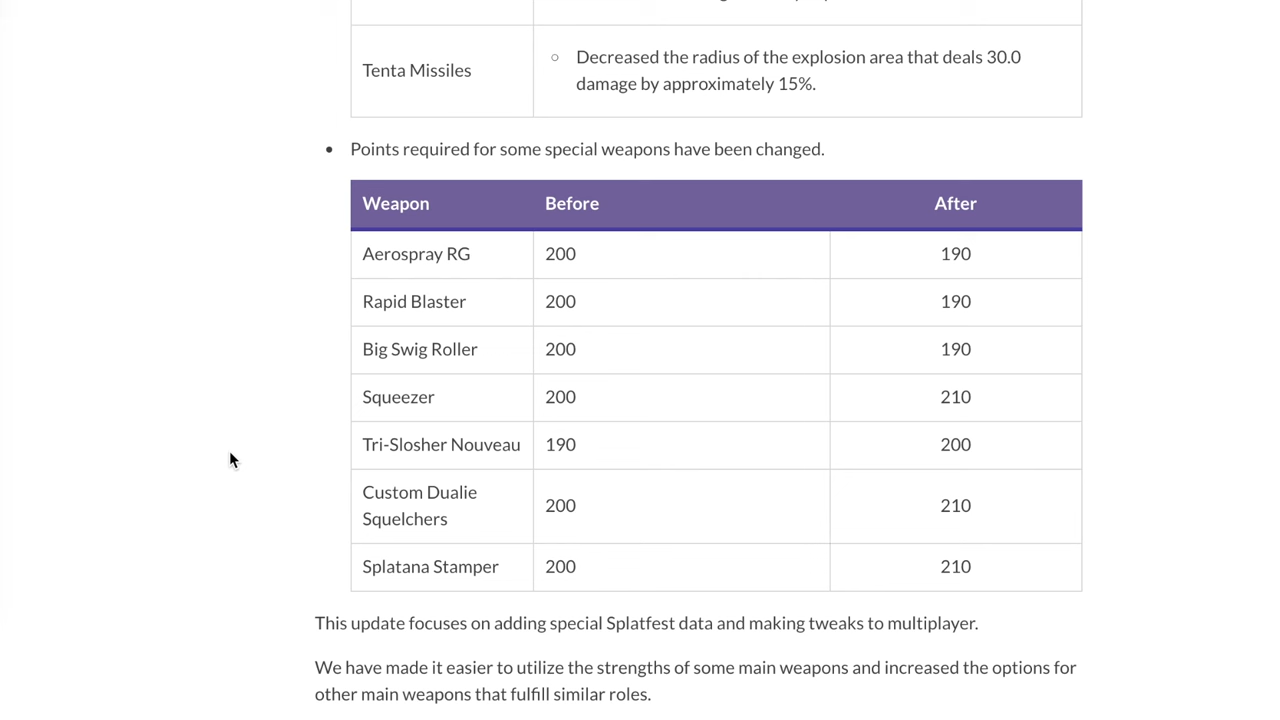 Tenta Missiles
○ Decreased the radius of the explosion area that deals 30.0
damage by approximately 15%.
• Points required for some special weapons have been changed.
Weapon Before After
Aerospray RG 200 190
Rapid Blaster 200 190
Big Swig Roller 200 190
Squeezer 200 210
Tri-Slosher Nouveau 190 200
Custom Dualie
Squelchers 200 210
Splatana Stamper 200 210
This update focuses on adding special Splatfest data and making tweaks to multiplayer.
We have made it easier to utilize the strengths of some main weapons and increased the options for
other main weapons that fulfill similar roles.